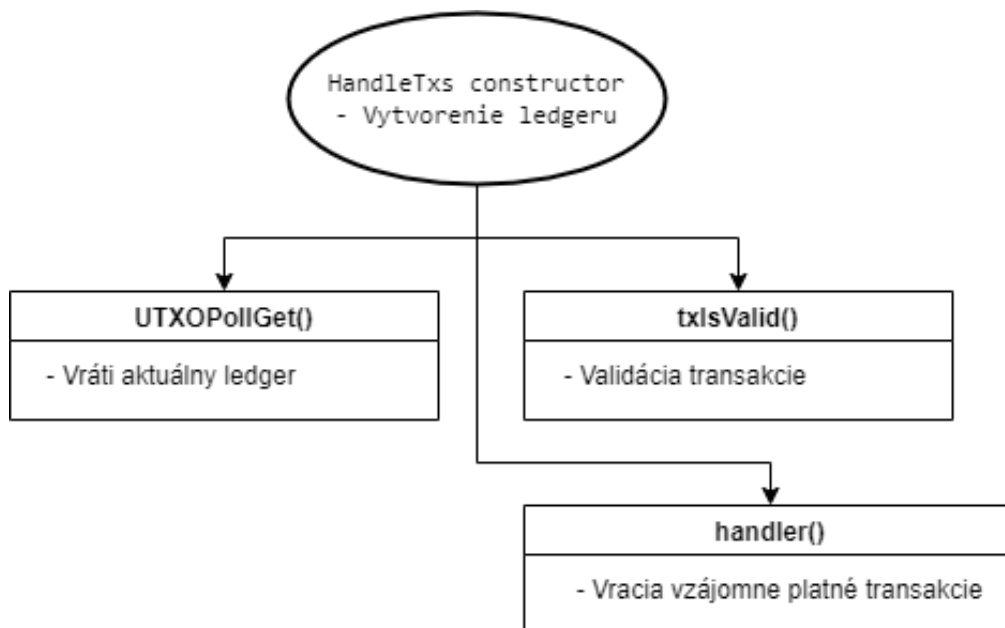 HandleTxs constructor
- Vytvorenie ledgeru
UTXOPollGet()
- Vráti aktuálny ledger
txIsValid()
- Validácia transakcie
handler()
- Vracia vzájomne platné transakcie